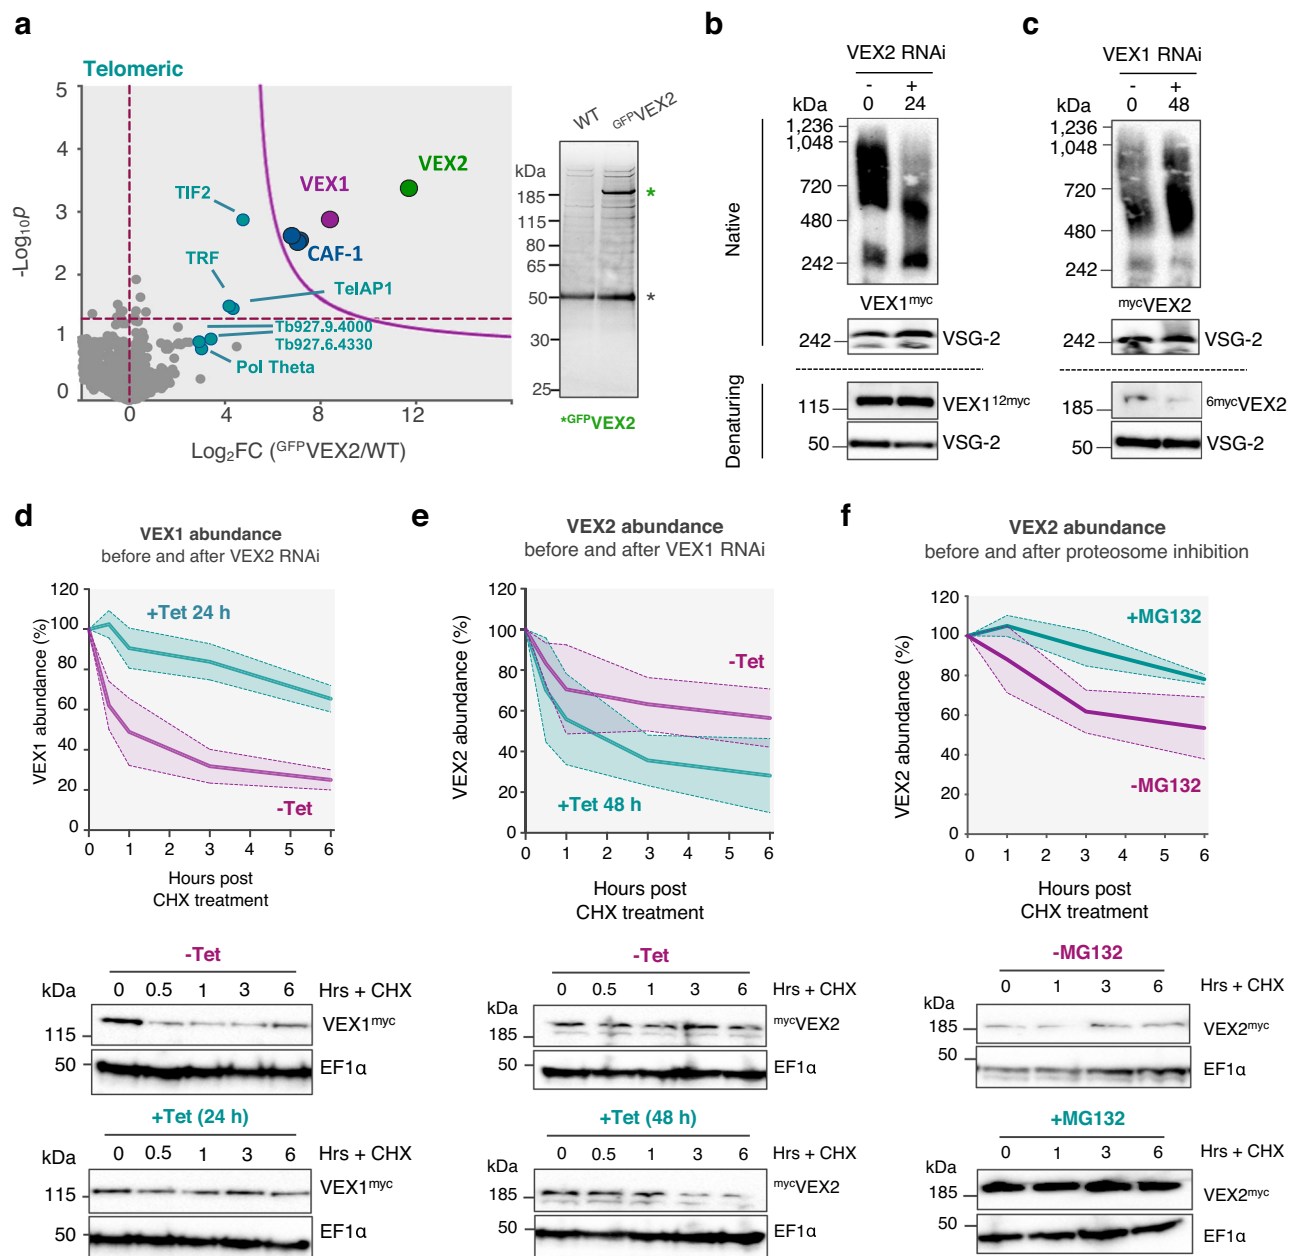 a
Telomeric
5
4
3
2
1
0
-Log10p
0
4
8
12
Log2FC (GFPVEX2/WT)
TIF2
TRF
VEX1
VEX2
CAF-1
TelAP1
Tb927.9.4000
Tb927.6.4330
Pol Theta
WT
GFPVEX2
kDa
185
115
80
65
50
30
25
*
*
*GFPVEX2
b
VEX2 RNAi
- +
kDa 0 24
1,236
1,048
720
480
242
Native
VEX1myc
242 VSG-2
Denaturing
115 VEX112myc
50 VSG-2
c
VEX1 RNAi
- +
kDa 0 48
1,236
1,048
720
480
242
mycVEX2
242 VSG-2
185 6mycVEX2
50 VSG-2
d
VEX1 abundance
before and after VEX2 RNAi
120
100
80
60
40
20
0
VEX1 abundance (%)
+Tet 24 h
-Tet
0 1 2 3 4 5 6
Hours post
CHX treatment
-Tet
kDa 0 0.5 1 3 6 Hrs + CHX
115 VEX1myc
50 EF1α
+Tet (24 h)
kDa 0 0.5 1 3 6 Hrs + CHX
115 VEX1myc
50 EF1α
e
VEX2 abundance
before and after VEX1 RNAi
120
100
80
60
40
20
0
VEX2 abundance (%)
-Tet
+Tet 48 h
0 1 2 3 4 5 6
Hours post
CHX treatment
-Tet
kDa 0 0.5 1 3 6 Hrs + CHX
185 mycVEX2
50 EF1α
+Tet (48 h)
kDa 0 0.5 1 3 6 Hrs + CHX
185 mycVEX2
50 EF1α
f
VEX2 abundance
before and after proteosome inhibition
120
100
80
60
40
20
0
VEX2 abundance (%)
+MG132
-MG132
0 1 2 3 4 5 6
Hours post
CHX treatment
-MG132
kDa 0 1 3 6 Hrs + CHX
185 VEX2myc
50 EF1α
+MG132
kDa 0 1 3 6 Hrs + CHX
185 VEX2myc
50 EF1α